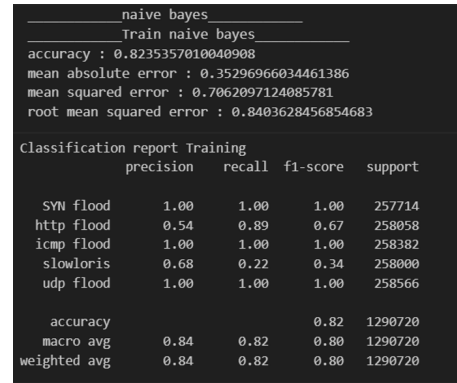 ____________naive bayes____________
____________Train naive bayes____________
accuracy : 0.8235357010040908
mean absolute error : 0.35296966034461386
mean squared error : 0.7062097124085781
root mean squared error : 0.8403628456854683
Classification report Training
precision recall f1-score support
SYN flood 1.00 1.00 1.00 257714
http flood 0.54 0.89 0.67 258058
icmp flood 1.00 1.00 1.00 258382
slowloris 0.68 0.22 0.34 258000
udp flood 1.00 1.00 1.00 258566
accuracy 0.82 1290720
macro avg 0.84 0.82 0.80 1290720
weighted avg 0.84 0.82 0.80 1290720